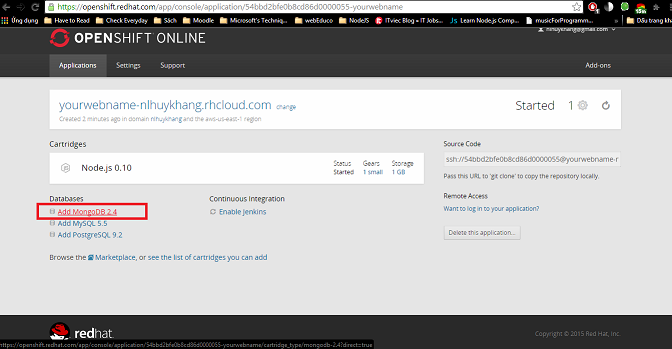 https://openshift.redhat.com/app/console/application/54bbd2bfe0b8cd86d0000055-yourwebname
Ứng dụng Have to Read Check Everyday Sách Moodle Microsoft's Techniq... webEduco NodeJS ITviec Blog - IT Jobs... Learn Node.js Comp... musicForProgramm... Dấu trang kh
OPENSHIFT ONLINE
nlhuykhang@gmail.com
Applications Settings Support Add-ons
yourwebname-nlhuykhang.rhcloud.com change
Started 1
Created 2 minutes ago in domain nlhuykhang and the aws-us-east-1 region
Cartridges
Node.js 0.10
Status Gears Storage
Started 1 small 1 GB
Source Code
ssh://54bbd2bfe0b8cd86d0000055@yourwebname-n
Pass this URL to 'git clone' to copy the repository locally.
Databases
Add MongoDB 2.4
Add MySQL 5.5
Add PostgreSQL 9.2
Continuous Integration
Enable Jenkins
Remote Access
Want to log in to your application?
Delete this application...
Browse the Marketplace, or see the list of cartridges you can add
redhat
Copyright © 2015 Red Hat, Inc.
https://openshift.redhat.com/app/console/application/54bbd2bfe0b8cd86d0000055-yourwebname/cartridge_type/mongodb-2.4?direct=true